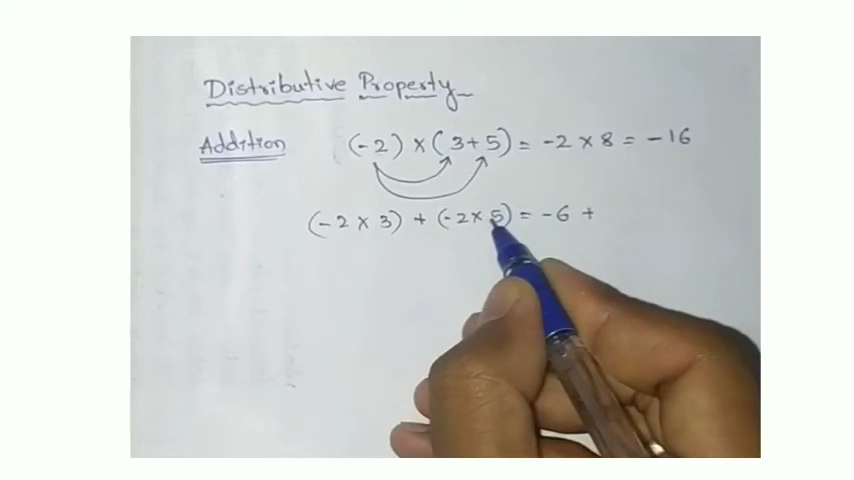 Distributive Property
Addition (-2) × (3+5) = -2 × 8 = -16
(-2 × 3) + (-2 × 5) = -6 +